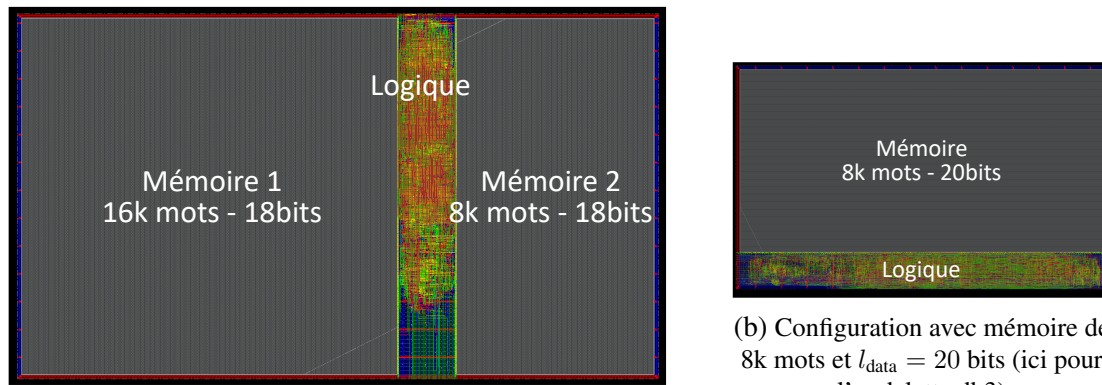 Logique
Mémoire 1
16k mots - 18bits
Mémoire 2
8k mots - 18bits
Mémoire
8k mots - 20bits
Logique
(b) Configuration avec mémoire de
8k mots et l_data = 20 bits (ici pour